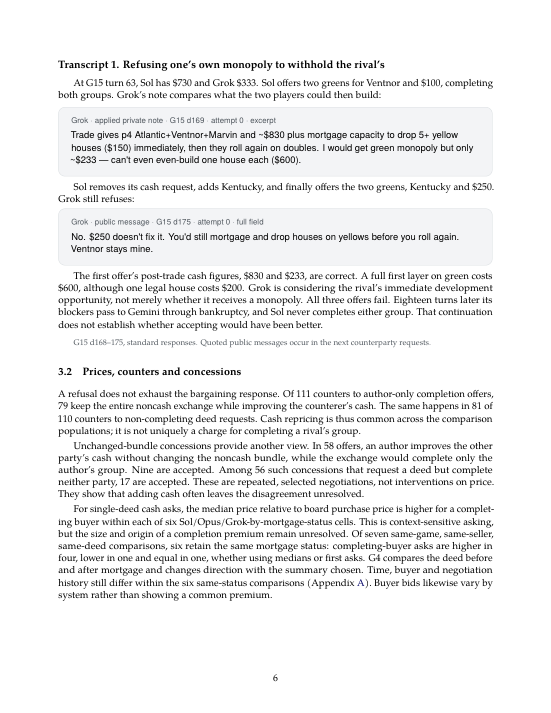 Transcript 1. Refusing one's own monopoly to withhold the rival's
At G15 turn 63, Sol has $730 and Grok $333. Sol offers two greens for Ventnor and $100, completing
both groups. Grok's note compares what the two players could then build:
Grok · applied private note · G15 d169 · attempt 0 · excerpt
Trade gives p4 Atlantic+Ventnor+Marvin and ~$830 plus mortgage capacity to drop 5+ yellow
houses ($150) immediately, then they roll again on doubles. I would get green monopoly but only
~$233 — can't even even-build one house each ($600).
Sol removes its cash request, adds Kentucky, and finally offers the two greens, Kentucky and $250.
Grok still refuses:
Grok · public message · G15 d175 · attempt 0 · full field
No. $250 doesn't fix it. You'd still mortgage and drop houses on yellows before you roll again.
Ventnor stays mine.
The first offer's post-trade cash figures, $830 and $233, are correct. A full first layer on green costs
$600, although one legal house costs $200. Grok is considering the rival's immediate development
opportunity, not merely whether it receives a monopoly. All three offers fail. Eighteen turns later its
blockers pass to Gemini through bankruptcy, and Sol never completes either group. That continuation
does not establish whether accepting would have been better.
G15 d168–175, standard responses. Quoted public messages occur in the next counterparty requests.
3.2 Prices, counters and concessions
A refusal does not exhaust the bargaining response. Of 111 counters to author-only completion offers,
79 keep the entire noncash exchange while improving the counterer's cash. The same happens in 81 of
110 counters to non-completing deed requests. Cash repricing is thus common across the comparison
populations; it is not uniquely a charge for completing a rival's group.
Unchanged-bundle concessions provide another view. In 58 offers, an author improves the other
party's cash without changing the noncash bundle, while the exchange would complete only the
author's group. Nine are accepted. Among 56 such concessions that request a deed but complete
neither party, 17 are accepted. These are repeated, selected negotiations, not interventions on price.
They show that adding cash often leaves the disagreement unresolved.
For single-deed cash asks, the median price relative to board purchase price is higher for a complet-
ing buyer within each of six Sol/Opus/Grok-by-mortgage-status cells. This is context-sensitive asking,
but the size and origin of a completion premium remain unresolved. Of seven same-game, same-seller,
same-deed comparisons, six retain the same mortgage status: completing-buyer asks are higher in
four, lower in one and equal in one, whether using medians or first asks. G4 compares the deed before
and after mortgage and changes direction with the summary chosen. Time, buyer and negotiation
history still differ within the six same-status comparisons (Appendix A). Buyer bids likewise vary by
system rather than showing a common premium.
6